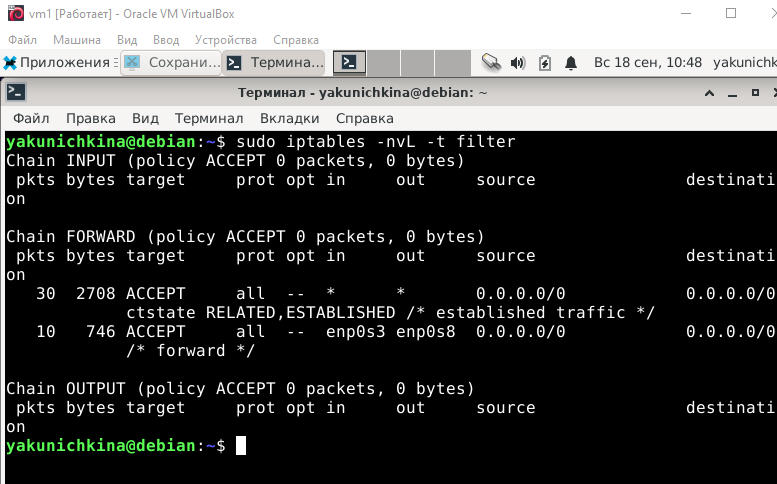 vm1 [Работает] - Oracle VM VirtualBox
Файл Машина Вид Ввод Устройства Справка
Приложения Сохрани... Термина... Вс 18 сен, 10:48 yakunichk
Терминал - yakunichkina@debian: ~
Файл Правка Вид Терминал Вкладки Справка
yakunichkina@debian:~$ sudo iptables -nvL -t filter
Chain INPUT (policy ACCEPT 0 packets, 0 bytes)
 pkts bytes target     prot opt in     out     source               destinati
on

Chain FORWARD (policy ACCEPT 0 packets, 0 bytes)
 pkts bytes target     prot opt in     out     source               destinati
on
   30  2708 ACCEPT     all  --  *      *       0.0.0.0/0            0.0.0.0/0
            ctstate RELATED,ESTABLISHED /* established traffic */
   10   746 ACCEPT     all  --  enp0s3 enp0s8  0.0.0.0/0            0.0.0.0/0
            /* forward */

Chain OUTPUT (policy ACCEPT 0 packets, 0 bytes)
 pkts bytes target     prot opt in     out     source               destinati
on
yakunichkina@debian:~$